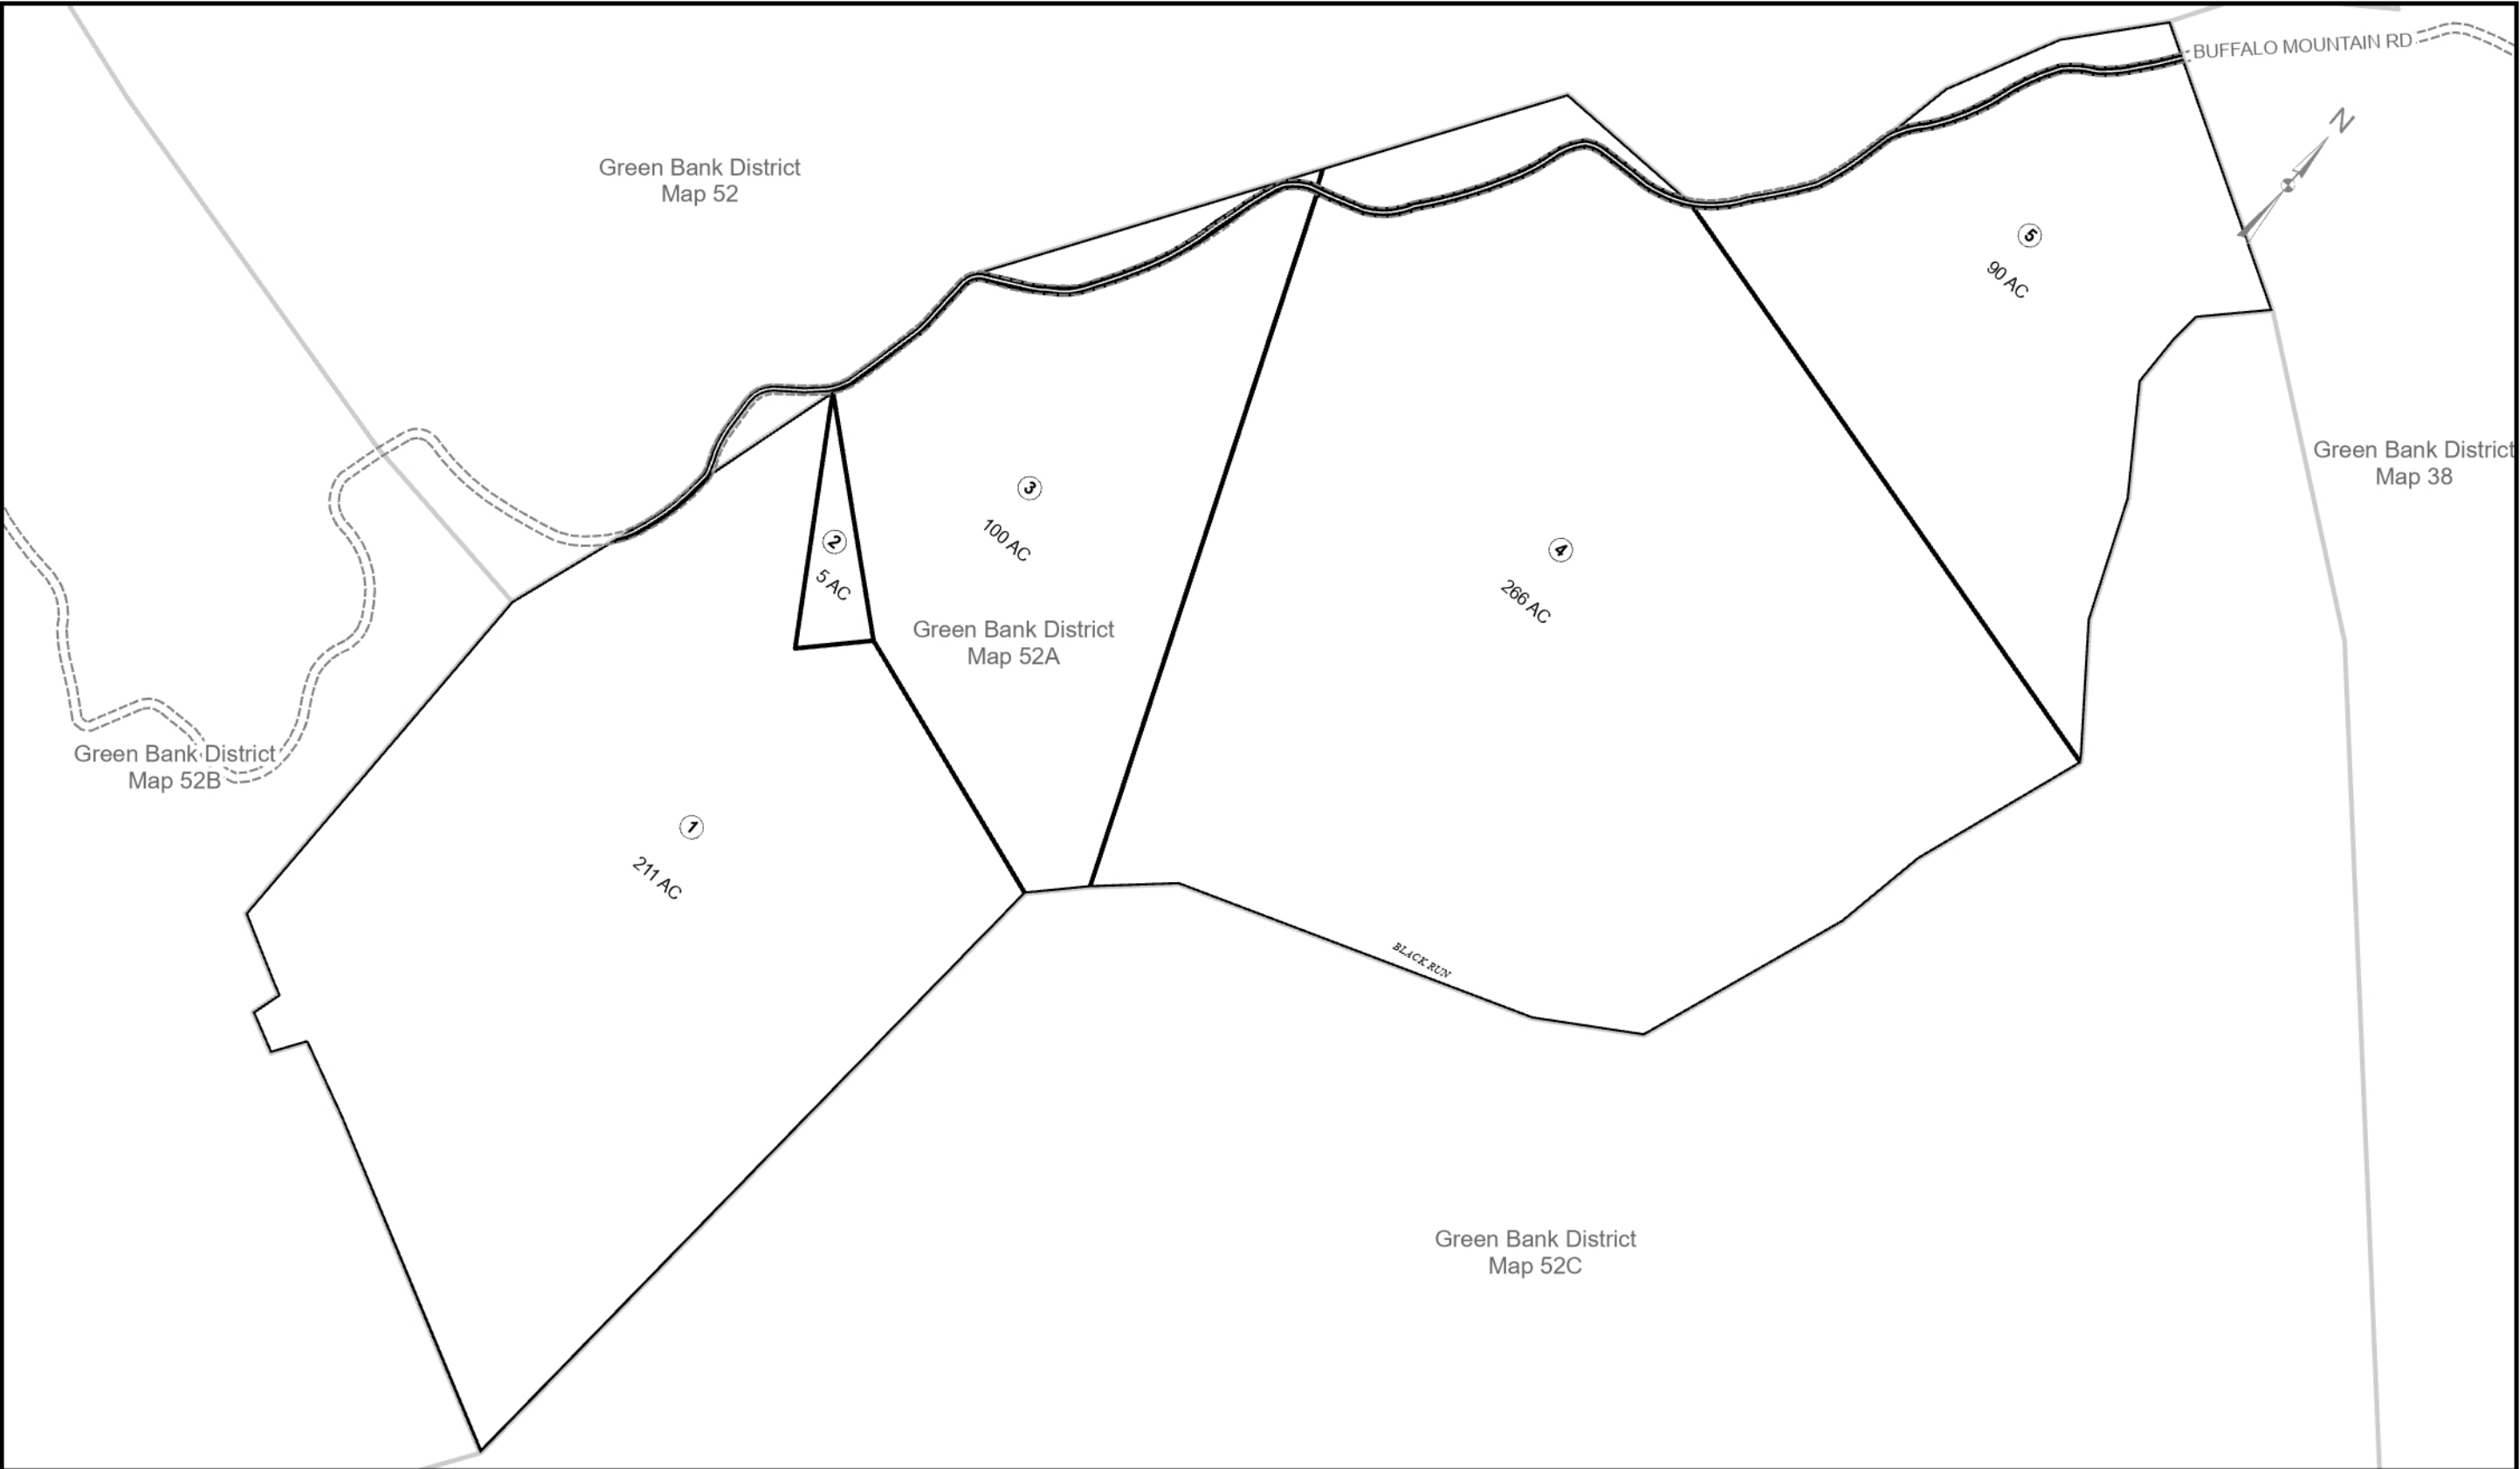 BUFFALO MOUNTAIN RD
N
Green Bank District
Map 52
5
90 AC
Green Bank District
Map 38
3
100 AC
2
5 AC
4
266 AC
Green Bank District
Map 52A
Green Bank District
Map 52B
1
211 AC
BLACK RUN
Green Bank District
Map 52C